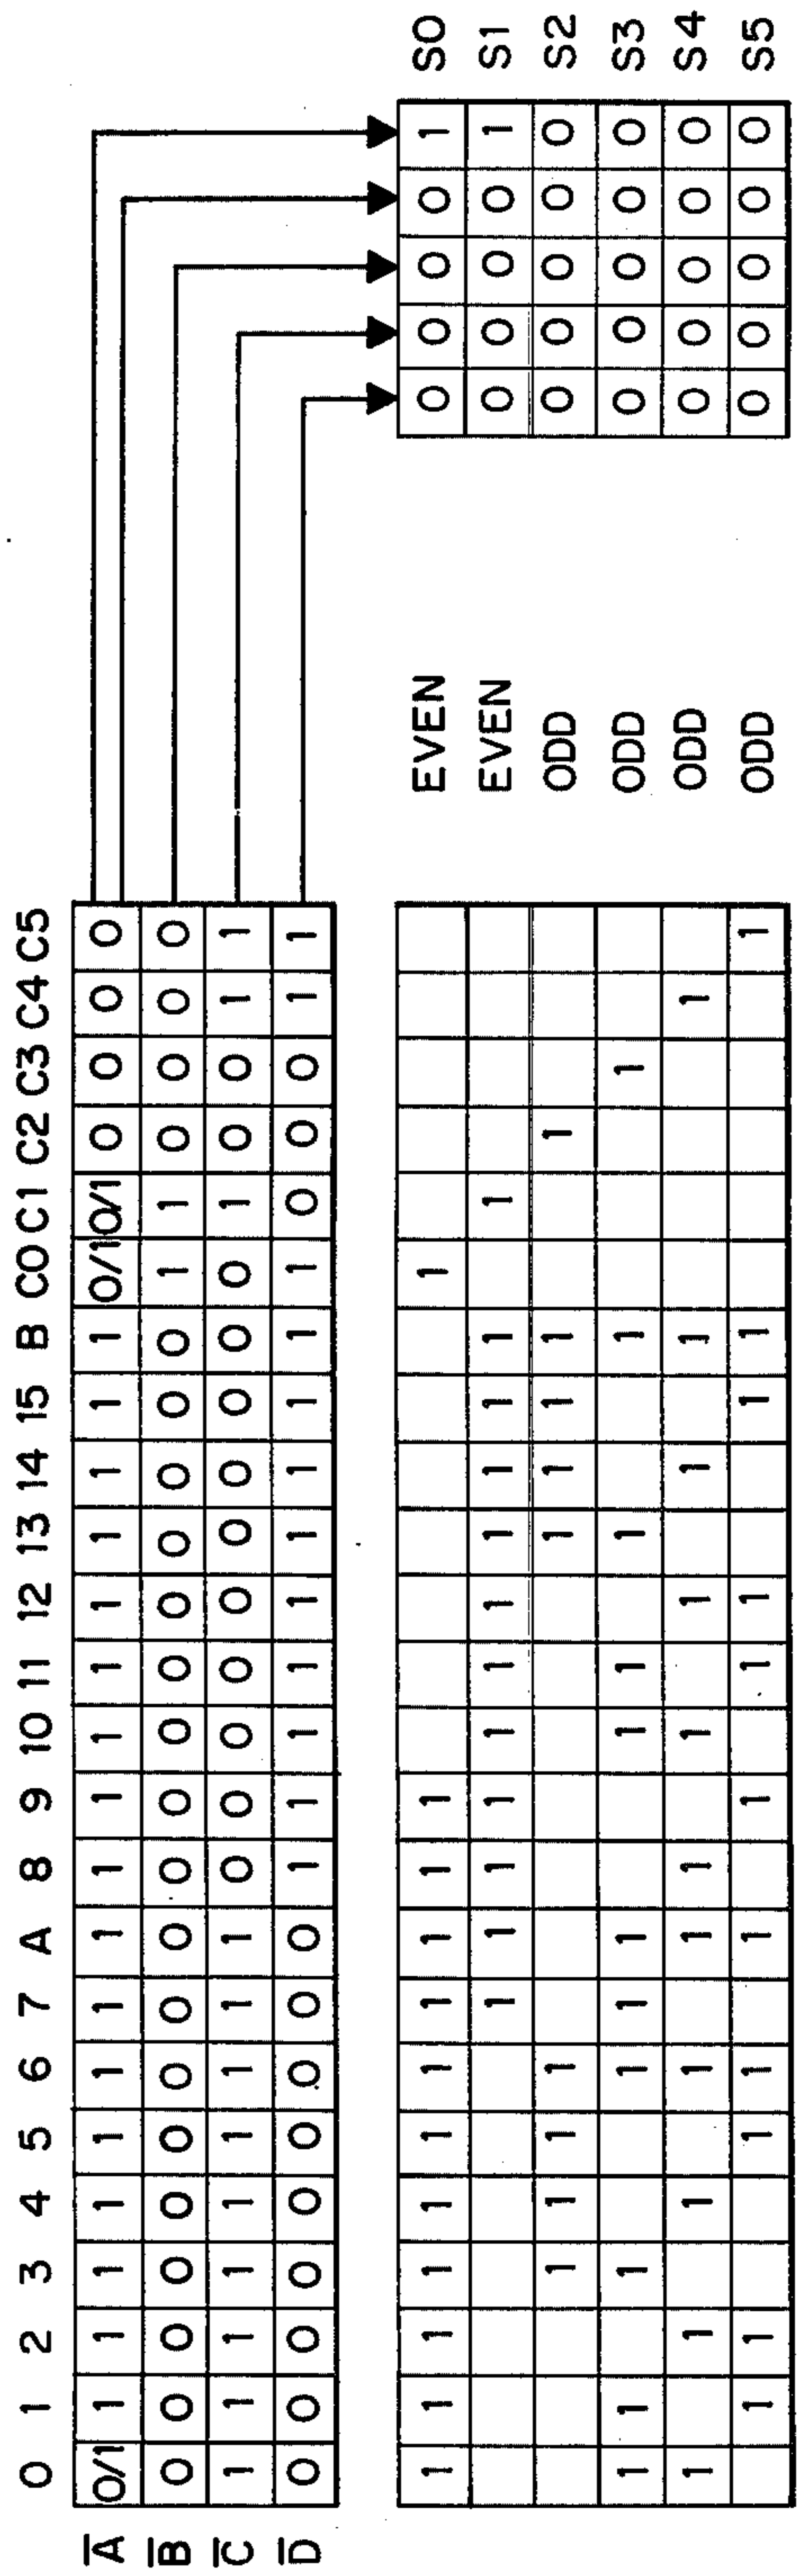 0 1 2 3 4 5 6 7 A 8 9 10 11 12 13 14 15 B C0 C1 C2 C3 C4 C5
A̅ 0/1 1 1 1 1 1 1 1 1 1 1 1 1 1 1 1 1 1 0/1 0/1 0 0 0 0
B̅ 0 0 0 0 0 0 0 0 0 0 0 0 0 0 0 0 0 0 1 1 0 0 0 0
C̅ 1 1 1 1 1 1 1 1 1 0 0 0 0 0 0 0 0 0 0 1 0 0 1 1
D̅ 0 0 0 0 0 0 0 0 0 1 1 1 1 1 1 1 1 1 1 0 0 0 1 1
1 1 1 1 1 1 1 1 1 1 1 1 EVEN 0 0 0 0 1 S0
1 1 1 1 1 1 1 1 1 1 1 1 EVEN 0 0 0 0 1 S1
1 1 1 1 1 1 1 1 1 ODD 0 0 0 0 0 S2
1 1 1 1 1 1 1 1 1 1 1 ODD 0 0 0 0 0 S3
1 1 1 1 1 1 1 1 1 1 1 ODD 0 0 0 0 0 S4
1 1 1 1 1 1 1 1 1 1 ODD 0 0 0 0 0 S5